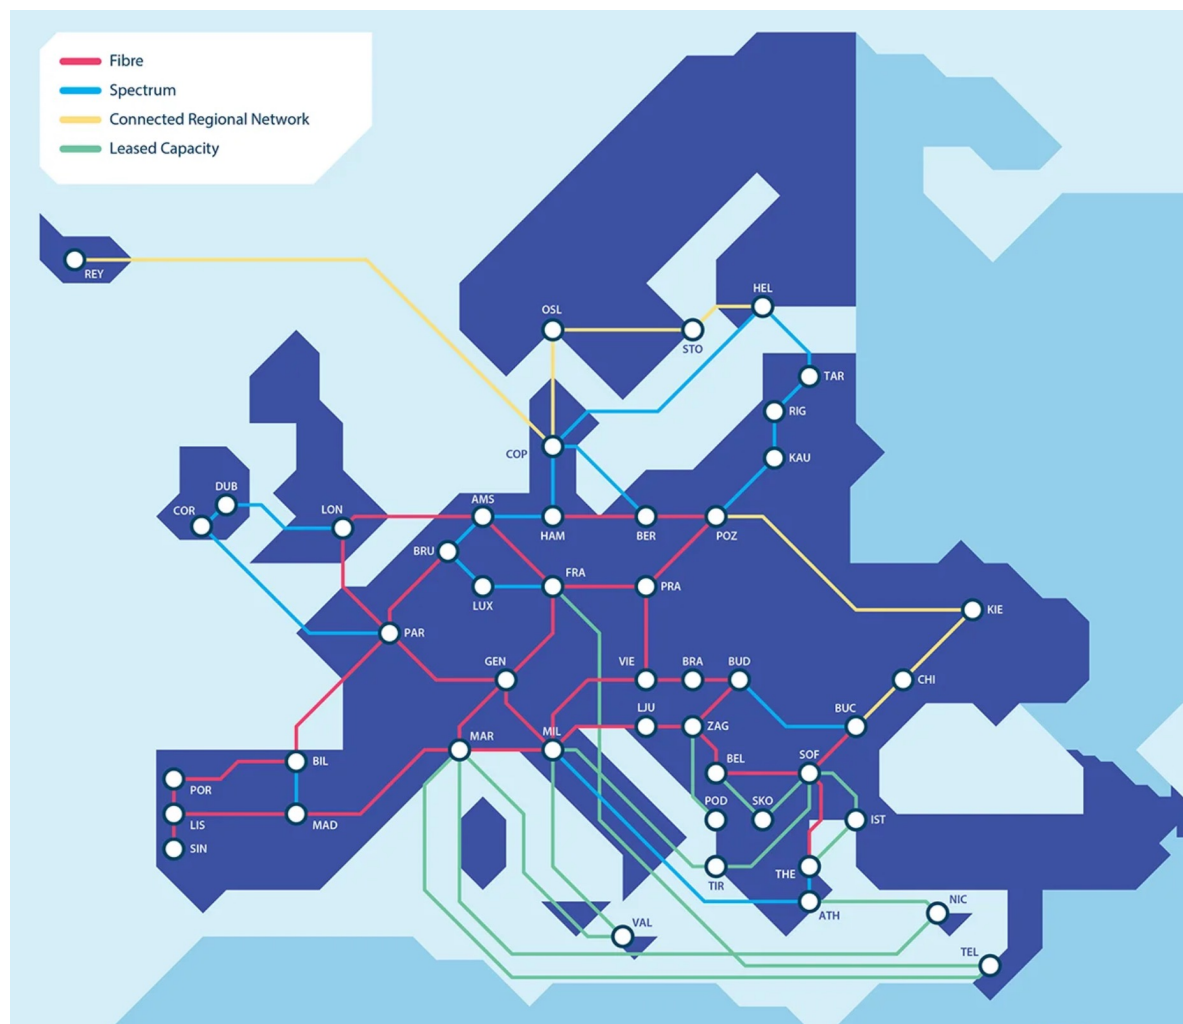 Fibre
Spectrum
Connected Regional Network
Leased Capacity
REY
HEL
OSL
STO
TAR
RIG
COP
KAU
DUB
AMS
COR
LON
HAM
BER
POZ
BRU
FRA
PRA
LUX
KIE
PAR
GEN
VIE
BRA
BUD
CHI
LJU
BUC
MAR
MIL
ZAG
BIL
BEL
SOF
POR
POD
SKO
LIS
MAD
IST
SIN
TIR
THE
NIC
ATH
VAL
TEL